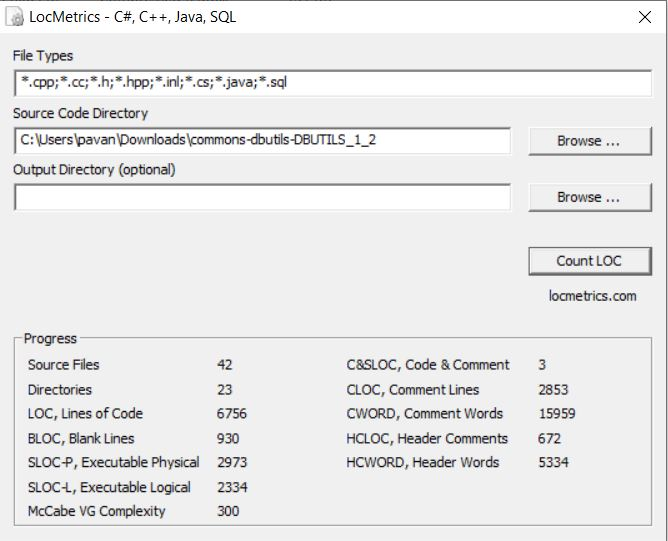 LocMetrics - C#, C++, Java, SQL
File Types
*.cpp;*.cc;*.h;*.hpp;*.inl;*.cs;*.java;*.sql
Source Code Directory
C:\Users\pavan\Downloads\commons-dbutils-DBUTILS_1_2
Browse ...
Output Directory (optional)
Browse ...
Count LOC
locmetrics.com
Progress
Source Files 42
Directories 23
LOC, Lines of Code 6756
BLOC, Blank Lines 930
SLOC-P, Executable Physical 2973
SLOC-L, Executable Logical 2334
McCabe VG Complexity 300
C&SLOC, Code & Comment 3
CLOC, Comment Lines 2853
CWORD, Comment Words 15959
HCLOC, Header Comments 672
HCWORD, Header Words 5334